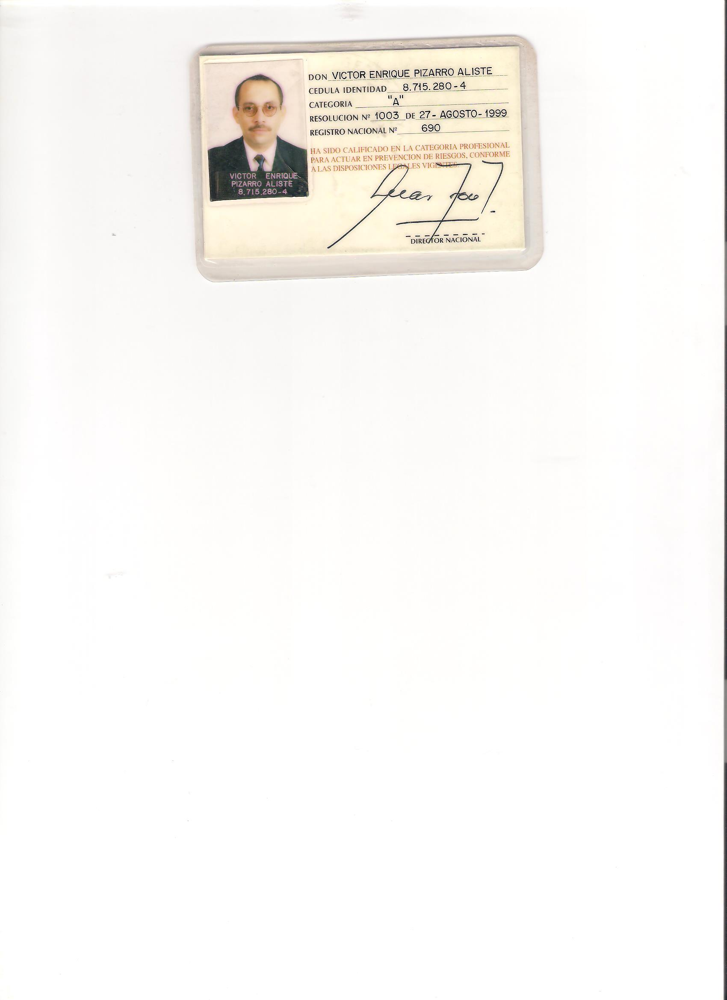 DON VICTOR ENRIQUE PIZARRO ALISTE
CEDULA IDENTIDAD 8.715.280-4
CATEGORIA "A"
RESOLUCION Nº 1003 DE 27- AGOSTO- 1999
REGISTRO NACIONAL Nº 690
HA SIDO CALIFICADO EN LA CATEGORIA PROFESIONAL
PARA ACTUAR EN PREVENCION DE RIESGOS, CONFORME
A LAS DISPOSICIONES LEGALES VIGENTES.
VICTOR ENRIQUE
PIZARRO ALISTE
8.715.280-4
DIRECTOR NACIONAL